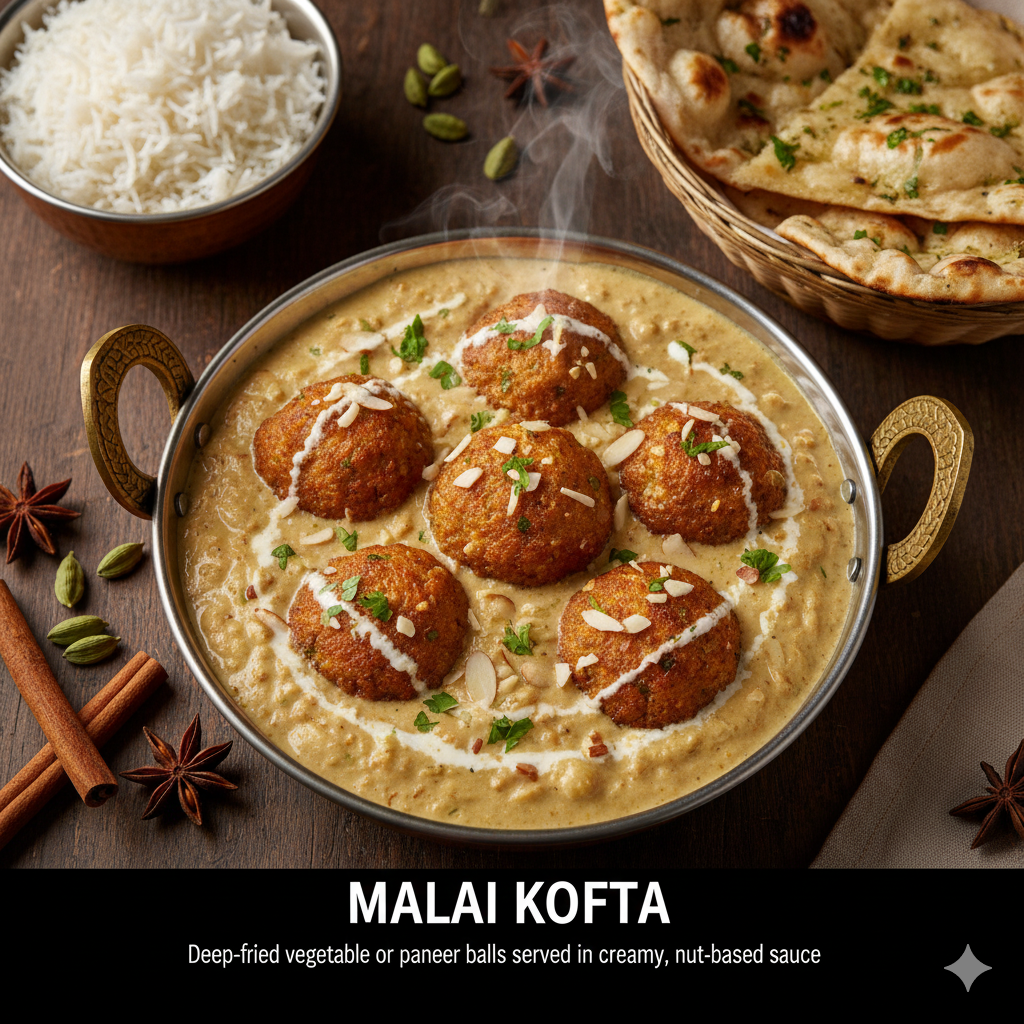 MALAI KOFTA
Deep-fried vegetable or paneer balls served in creamy, nut-based sauce